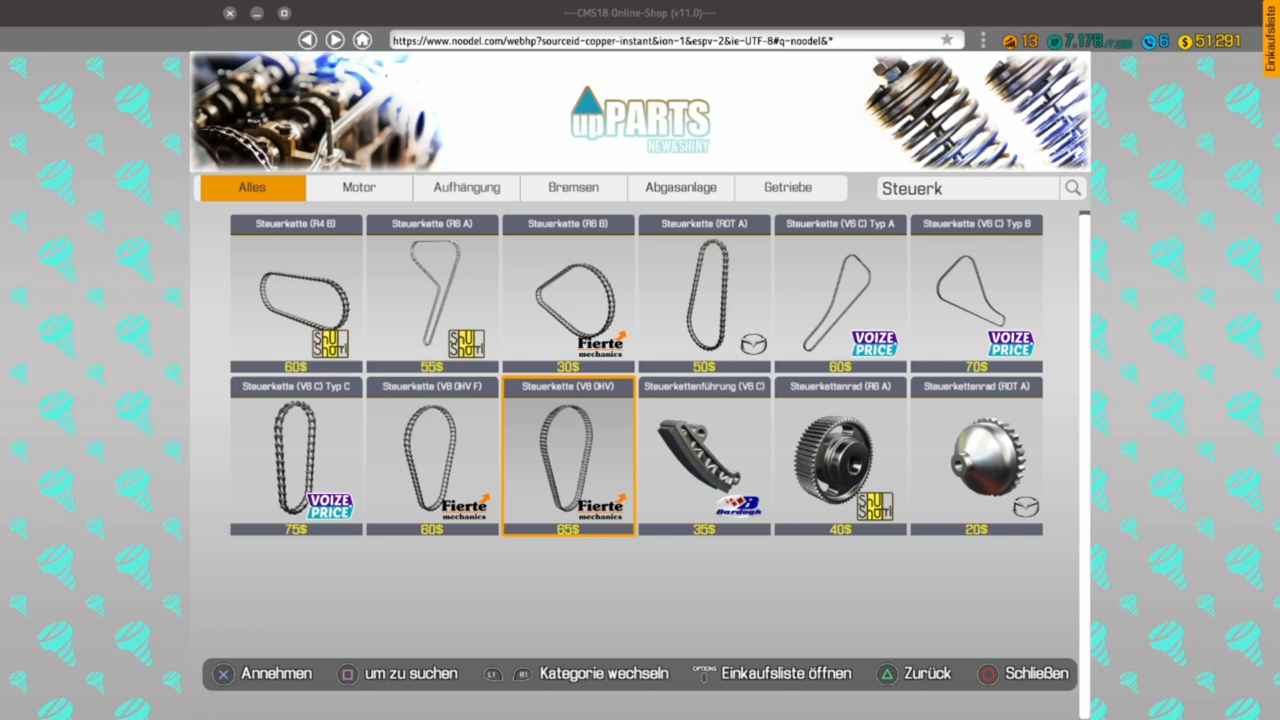 ---CMS18 Online-Shop (v11.0)---
Einkaufsliste
https://www.noodel.com/webhp?sourceid-copper-instant&ion-1&espv-2&ie-UTF-8#q-noodel&*
13
7,178
6
$ 51,291
upPARTS
NEW&SHINY
Alles Motor Aufhängung Bremsen Abgasanlage Getriebe Steuerk
Steuerkette (R4 B) Steuerkette (R6 A) Steuerkette (R6 B) Steuerkette (ROT A) Steuerkette (V6 C) Typ A Steuerkette (V6 C) Typ B
Fierte mechanics
VOIZE PRICE
VOIZE PRICE
60$ 55$ 30$ 50$ 60$ 70$
Steuerkette (V6 C) Typ C Steuerkette (V8 OHV F) Steuerkette (V8 OHV) Steuerkettenführung (V6 C) Steuerkettenrad (R6 A) Steuerkettenrad (ROT A)
VOIZE PRICE
Fierte mechanics
Fierte mechanics
75$ 60$ 65$ 35$ 40$ 20$
Annehmen um zu suchen L1 R1 Kategorie wechseln OPTIONS Einkaufsliste öffnen Zurück Schließen